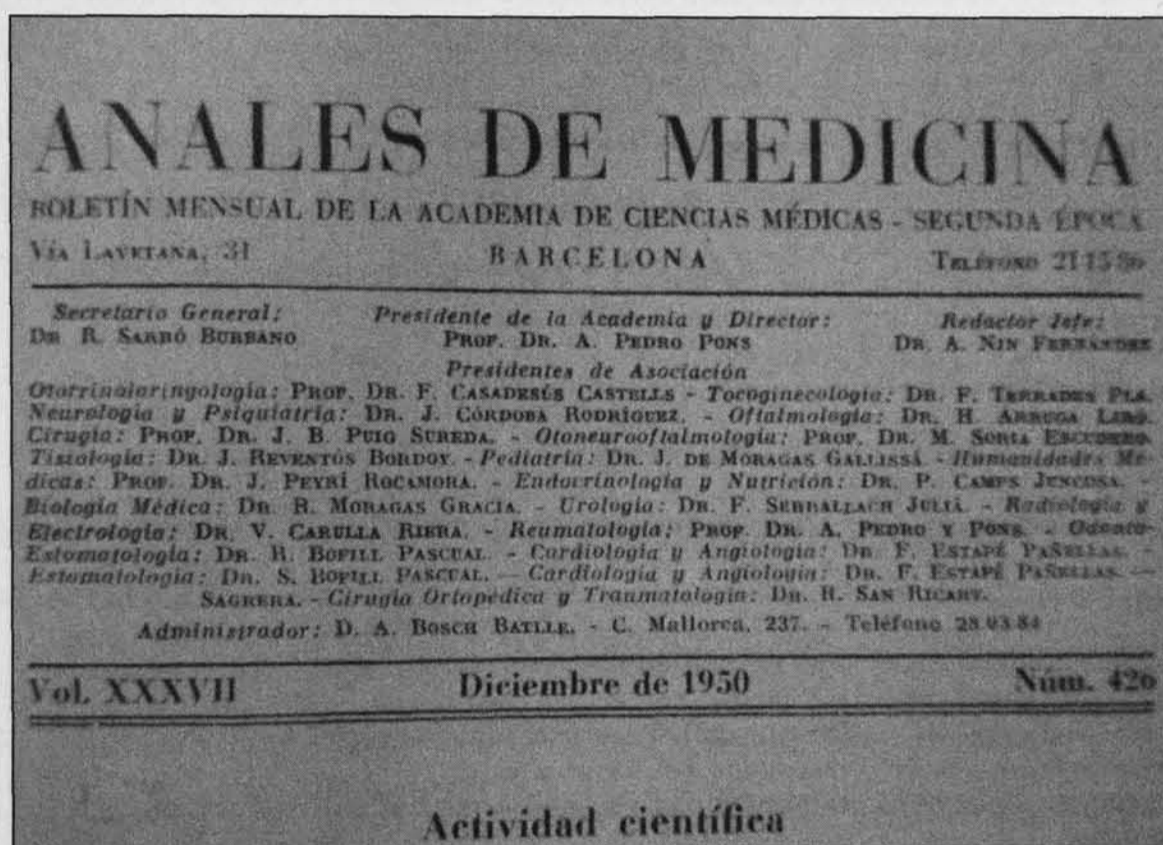 ANALES DE MEDICINA
BOLETÍN MENSUAL DE LA ACADEMIA DE CIENCIAS MÉDICAS - SEGUNDA ÉPOCA
VÍA LAYETANA, 31 BARCELONA TELÉFONO 21 15 86
Secretario General: Presidente de la Academia y Director: Redactor Jefe:
DR R. SARRÓ BURBANO PROF. DR. A. PEDRO PONS DR. A. NIN FERNÁNDEZ
Presidentes de Asociación
Otorrinolaringología: PROF. DR. F. CASADESÚS CASTELLS - Tocoginecología: DR. F. TERRADES PLA.
Neurología y Psiquiatría: DR. J. CÓRDOBA RODRÍGUEZ. - Oftalmología: DR. H. ARRUGA LIRÓ.
Cirugía: PROF. DR. J. B. PUIG SUREDA. - Otoneurooftalmología: PROF. DR. M. SORIA ESCUDERO.
Tisiología: DR. J. REVENTÓS BORDOY. - Pediatría: DR. J. DE MORAGAS GALLISSÁ. - Humanidades Mé-
dicas: PROF. DR. J. PEYRÍ ROCAMORA. - Endocrinología y Nutrición: DR. P. CAMPS JUNCOSA. -
Biología Médica: DR. R. MORAGAS GRACIA. - Urología: DR. F. SERRALLACH JULIÁ. - Radiología y
Electrología: DR. V. CARULLA RIERA. - Reumatología: PROF. DR. A. PEDRO Y PONS. - Odonto-
Estomatología: DR. S. BOFILL PASCUAL. - Cardiología y Angiología: DR. F. ESTAPÉ PAÑELLAS. -
Estomatología: DR. S. BOFILL PASCUAL. — Cardiología y Angiología: DR. F. ESTAPÉ PAÑELLAS. —
SAGRERA. - Cirugía Ortopédica y Traumatología: DR. H. SAN RICART.
Administrador: D. A. BOSCH BATLLE. - C. Mallorca, 237. - Teléfono 28 03 84
Vol. XXXVII Diciembre de 1950 Núm. 426
Actividad científica